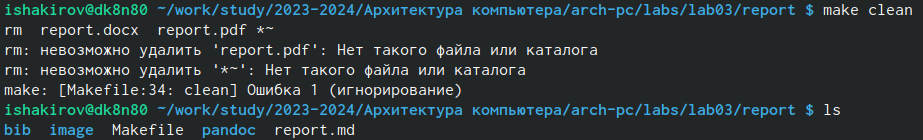 ishakirov@dk8n80 ~/work/study/2023-2024/Архитектура компьютера/arch-pc/labs/lab03/report $ make clean
rm  report.docx  report.pdf *~
rm: невозможно удалить 'report.pdf': Нет такого файла или каталога
rm: невозможно удалить '*~': Нет такого файла или каталога
make: [Makefile:34: clean] Ошибка 1 (игнорирование)
ishakirov@dk8n80 ~/work/study/2023-2024/Архитектура компьютера/arch-pc/labs/lab03/report $ ls
bib  image  Makefile  pandoc  report.md